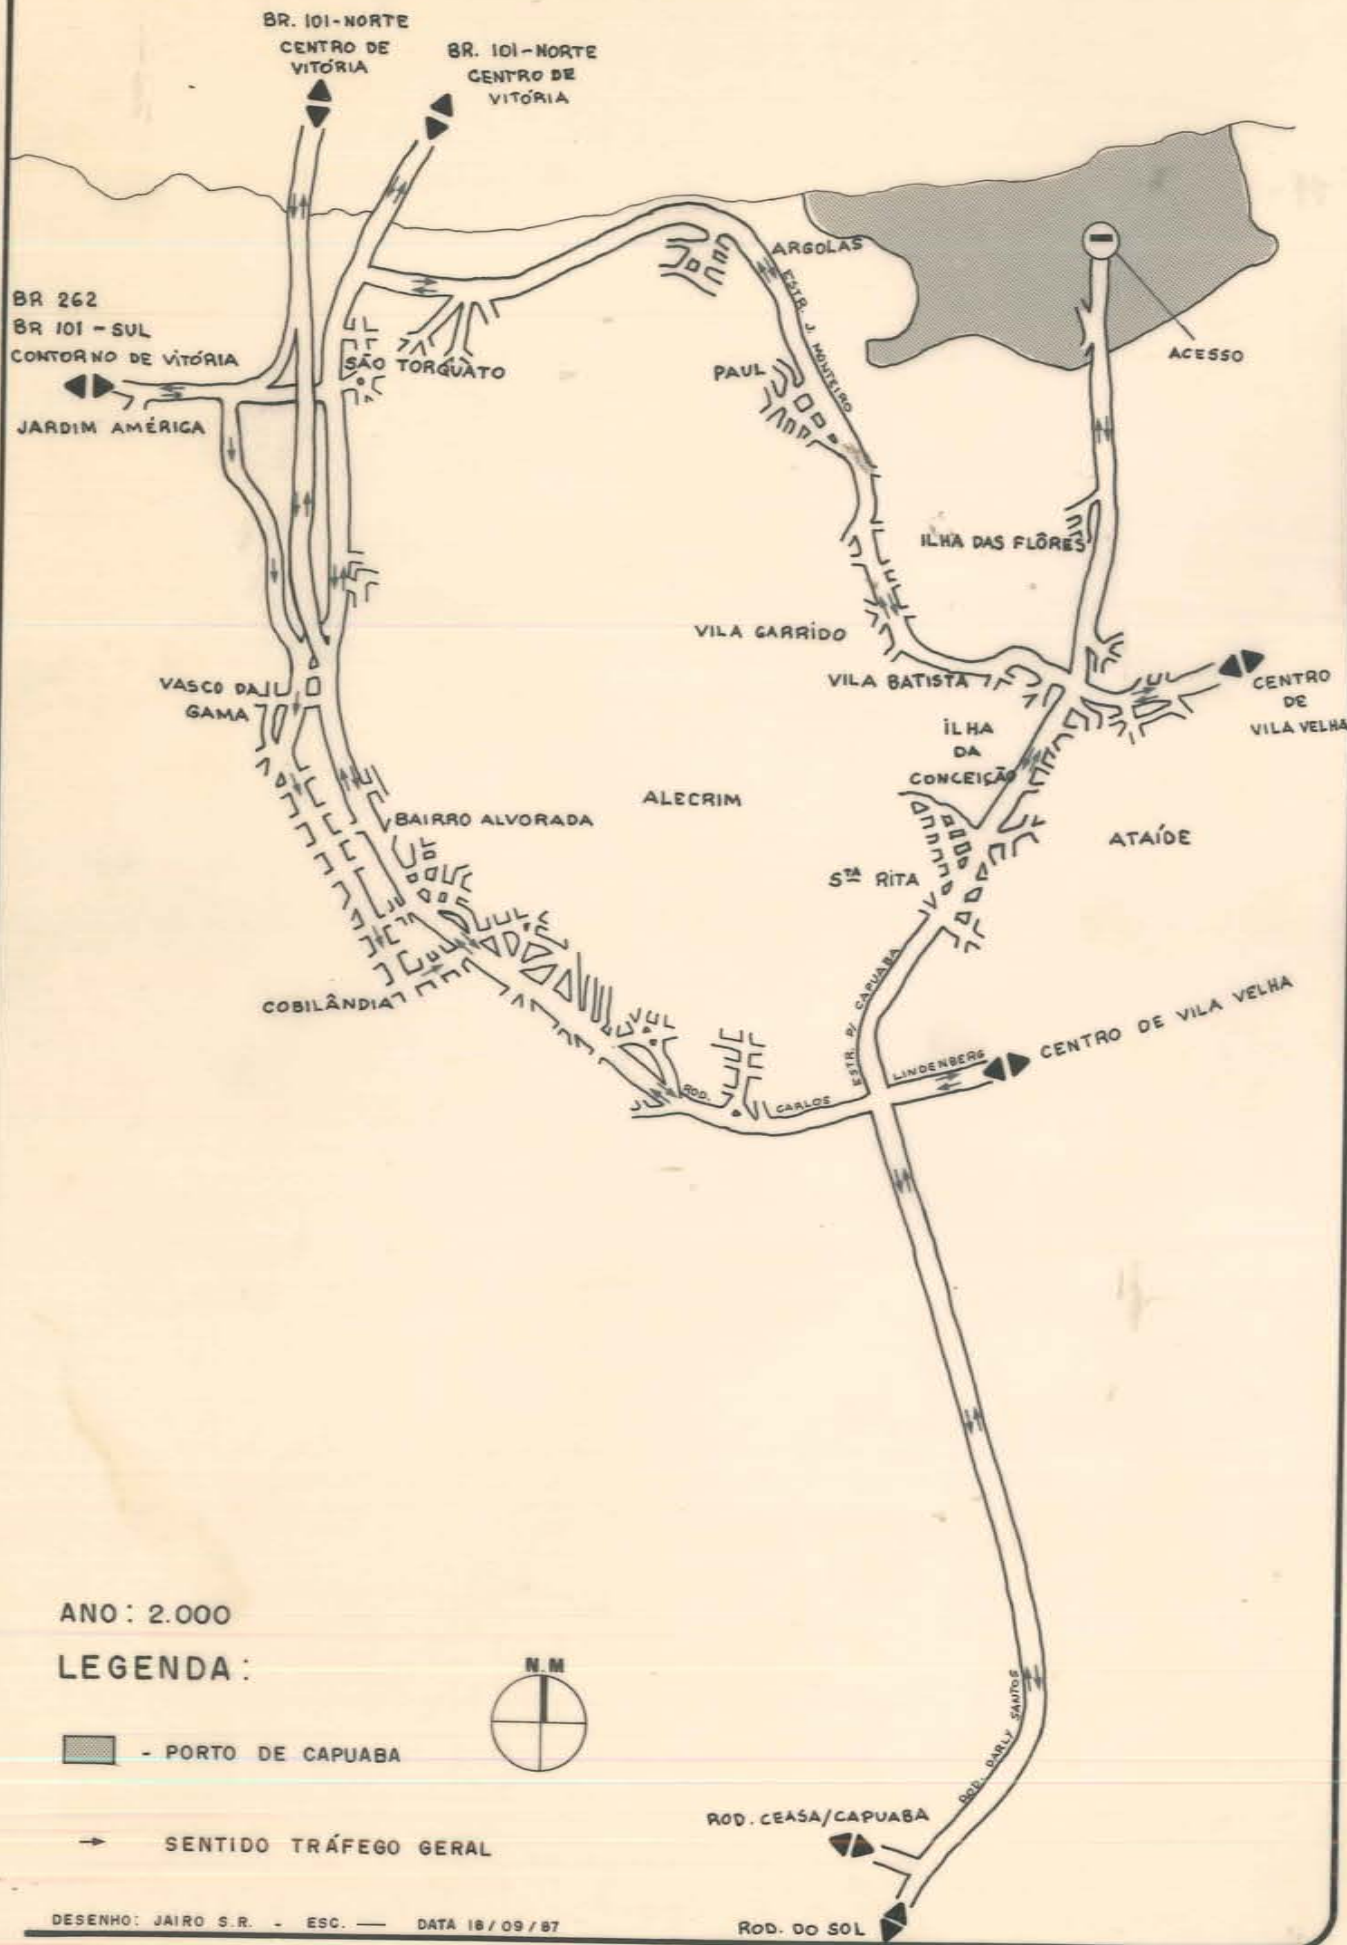 BR. 101-NORTE
CENTRO DE
VITÓRIA
BR. 101-NORTE
CENTRO DE
VITÓRIA
ARGOLAS
ESTR. J. MONTEIRO
BR 262
BR 101 - SUL
CONTORNO DE VITÓRIA
ACESSO
SÃO TORQUATO
PAUL
JARDIM AMÉRICA
ILHA DAS FLÔRES
VILA GARRIDO
VILA BATISTA
CENTRO
DE
VILA VELHA
VASCO DA
GAMA
ILHA
DA
CONCEIÇÃO
ALECRIM
BAIRRO ALVORADA
ATAÍDE
STA RITA
ESTR. P/ CAPUABA
COBILÂNDIA
CENTRO DE VILA VELHA
ROD. CARLOS LINDENBERG
ANO: 2.000
LEGENDA:
N.M
- PORTO DE CAPUABA
ROD. DARLY SANTOS
ROD. CEASA/CAPUABA
SENTIDO TRÁFEGO GERAL
DESENHO: JAIRO S.R. - ESC. — DATA 18/09/87
ROD. DO SOL